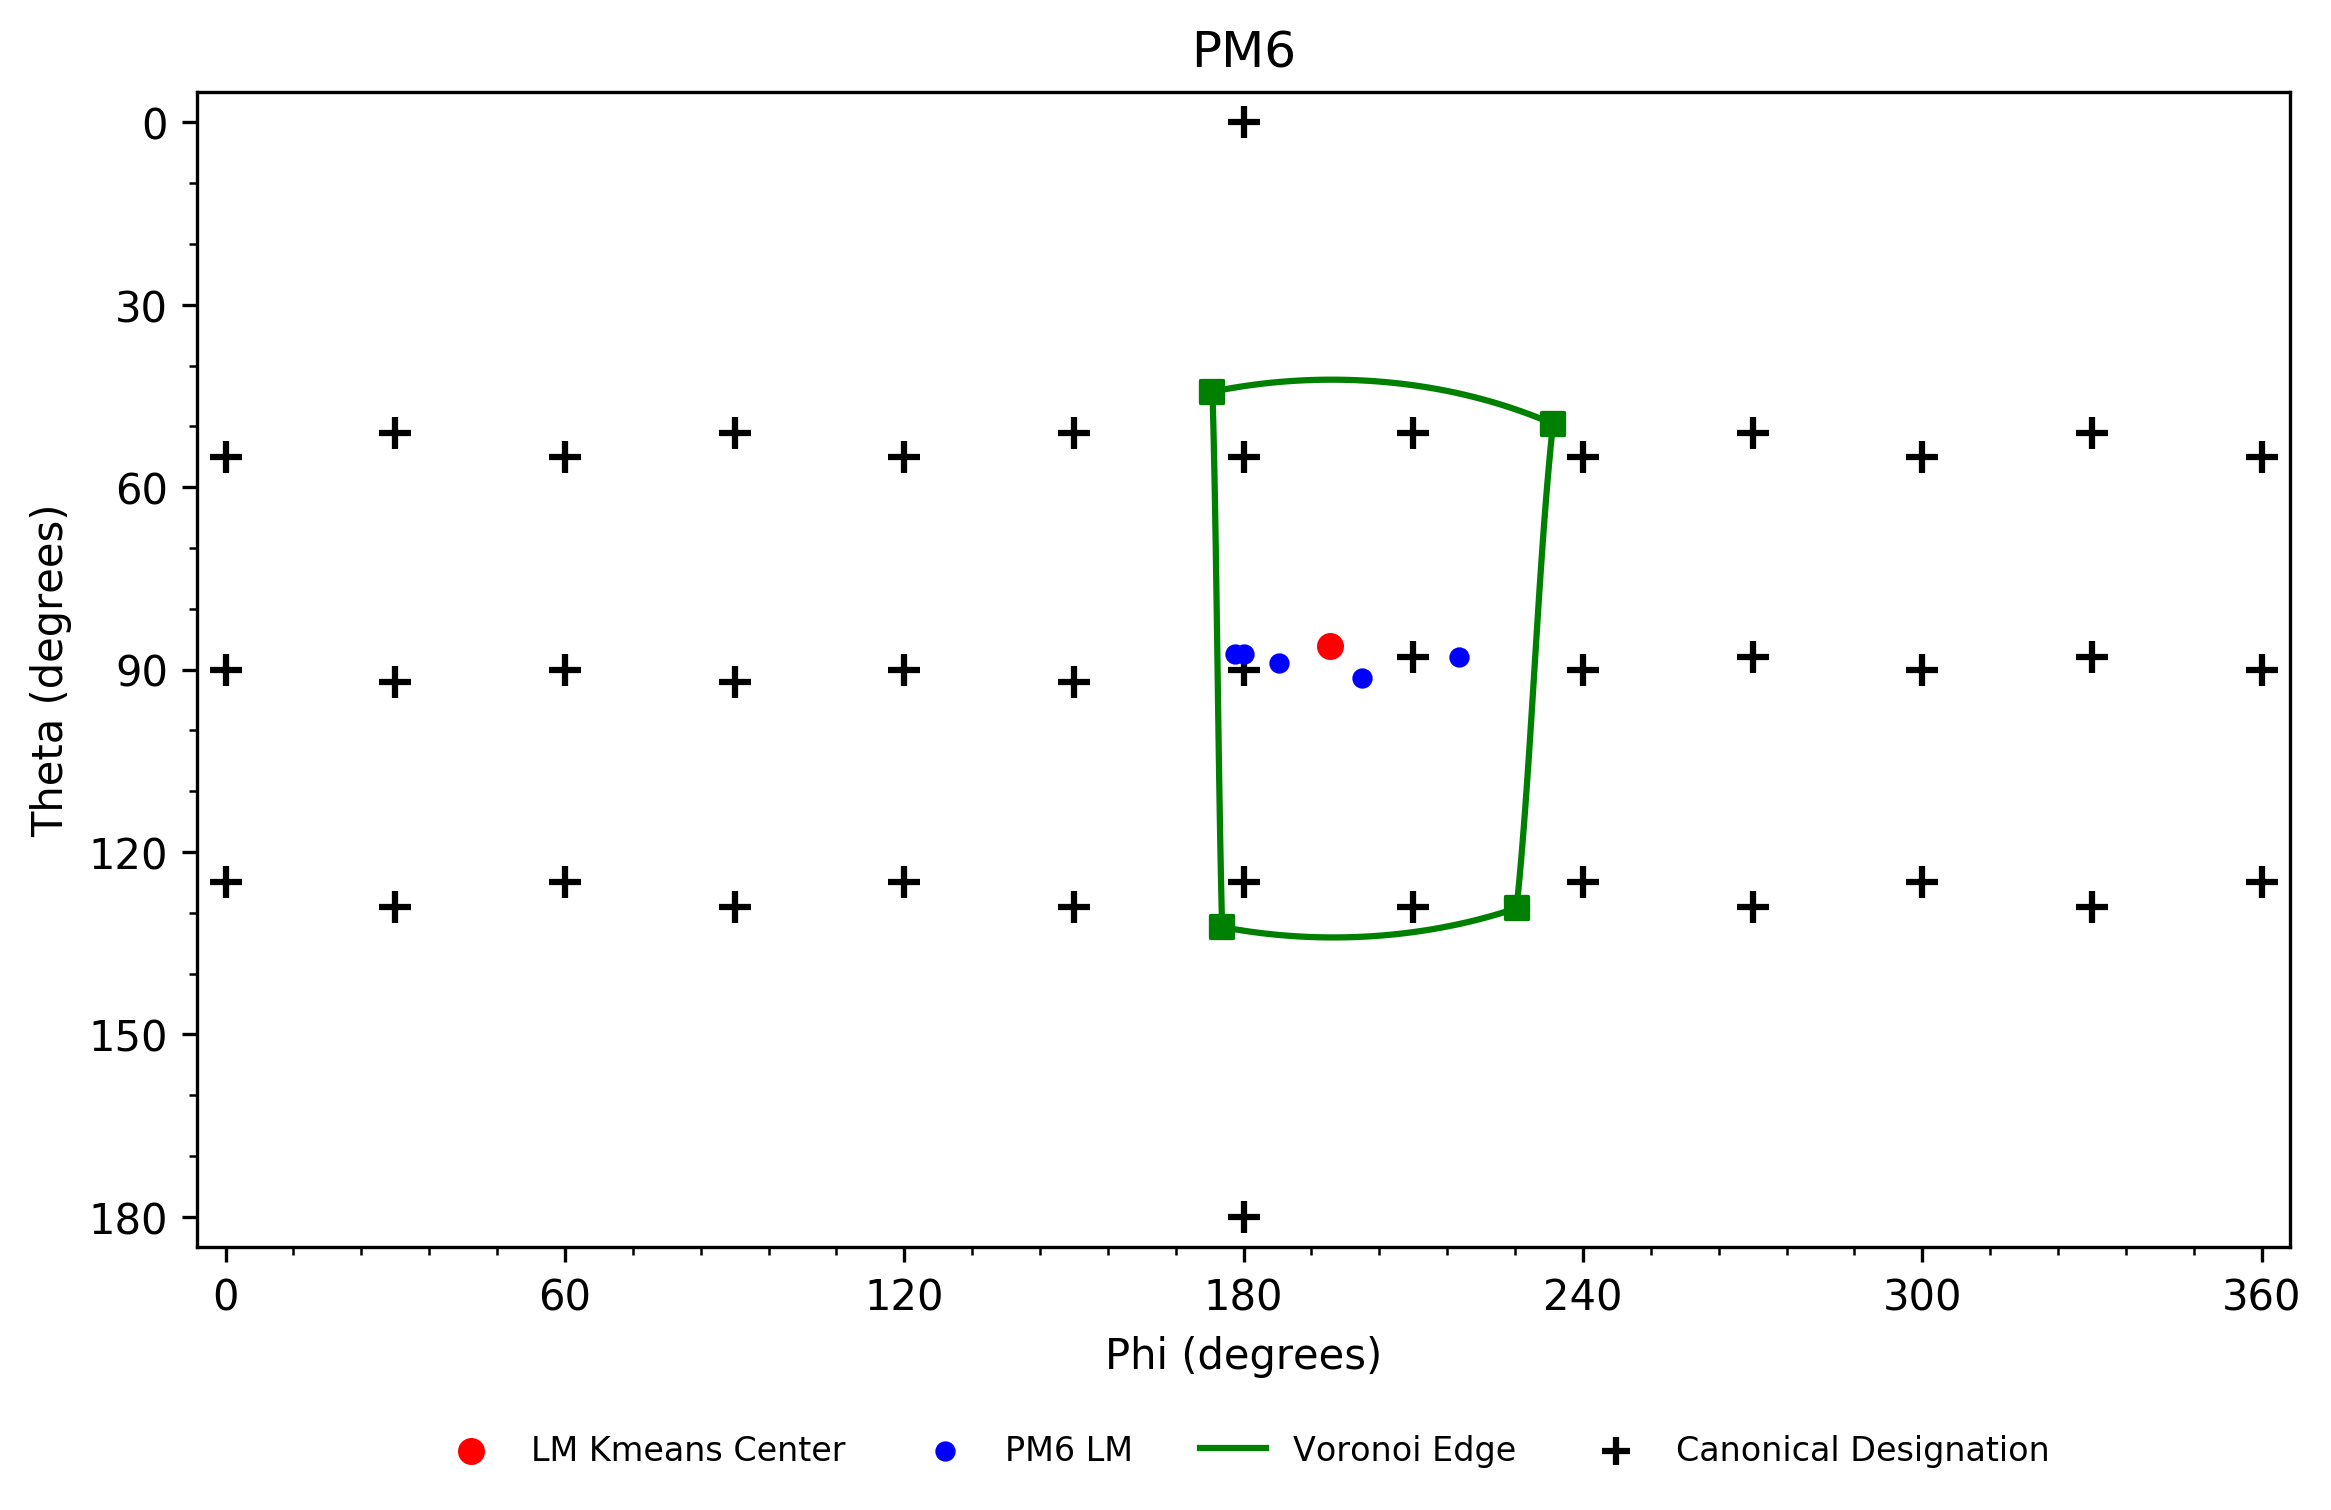 PM6
0
30
60
90
120
150
180
Theta (degrees)
0 60 120 180 240 300 360
Phi (degrees)
LM Kmeans Center PM6 LM Voronoi Edge Canonical Designation